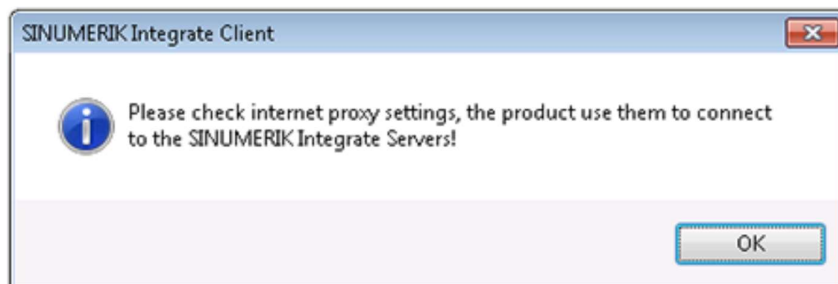 SINUMERIK Integrate Client
Please check internet proxy settings, the product use them to connect
to the SINUMERIK Integrate Servers!
OK